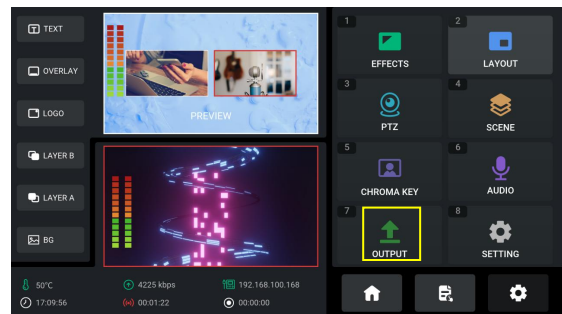 TEXT
OVERLAY
LOGO
LAYER B
LAYER A
BG
PREVIEW
1
EFFECTS
2
LAYOUT
3
PTZ
4
SCENE
5
CHROMA KEY
6
AUDIO
7
OUTPUT
8
SETTING
50°C
4225 kbps
192.168.100.168
17:09:56
00:01:22
00:00:00